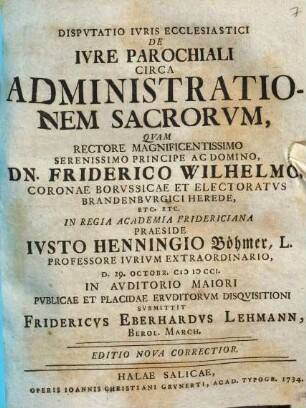 7
DISPVTATIO IVRIS ECCLESIASTICI
DE
IVRE PAROCHIALI
CIRCA
ADMINISTRATIO-
NEM SACRORVM,
QVAM
RECTORE MAGNIFICENTISSIMO
SERENISSIMO PRINCIPE AC DOMINO,
DN. FRIDERICO WILHELMO,
CORONAE BORVSSICAE ET ELECTORATVS
BRANDENBVRGICI HEREDE,
ETC. ETC.
IN REGIA ACADEMIA FRIDERICIANA
PRAESIDE
IVSTO HENNINGIO Böhmer, L.
PROFESSORE IVRIVM EXTRAORDINARIO,
D. 29. OCTOBR. CIↃ IↃ CCI.
IN AVDITORIO MAIORI
PVBLICAE ET PLACIDAE ERVDITORVM DISQVISITIONI
SVBMITTIT
FRIDERICVS EBERHARDVS LEHMANN,
BEROL. MARCH.
EDITIO NOVA CORRECTIOR.
HALAE SALICAE,
OPERIS IOANNIS CHRISTIANI GRVNERTI, ACAD. TYPOGR. 1734.